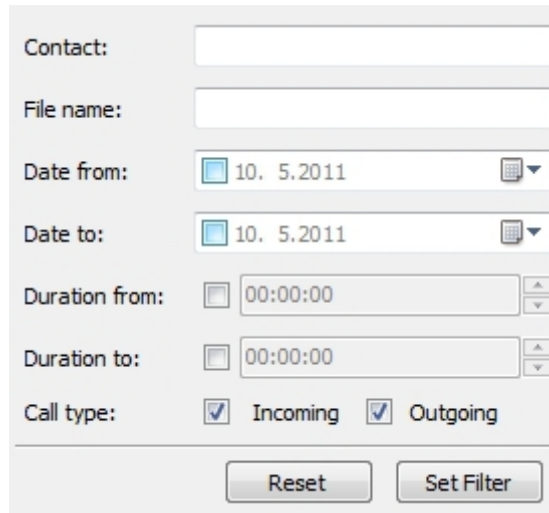 Contact:
File name:
Date from: 10. 5.2011
Date to: 10. 5.2011
Duration from: 00:00:00
Duration to: 00:00:00
Call type: Incoming Outgoing
Reset Set Filter